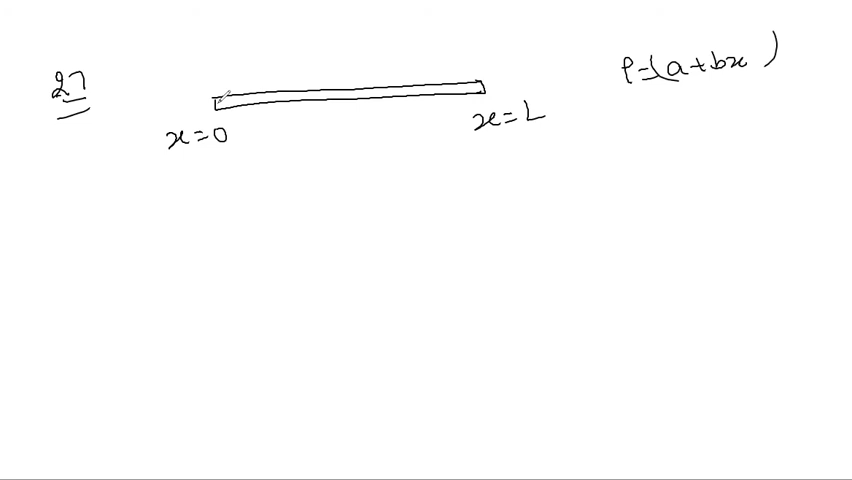 27
ρ=(a+bx)
x=0
x=L